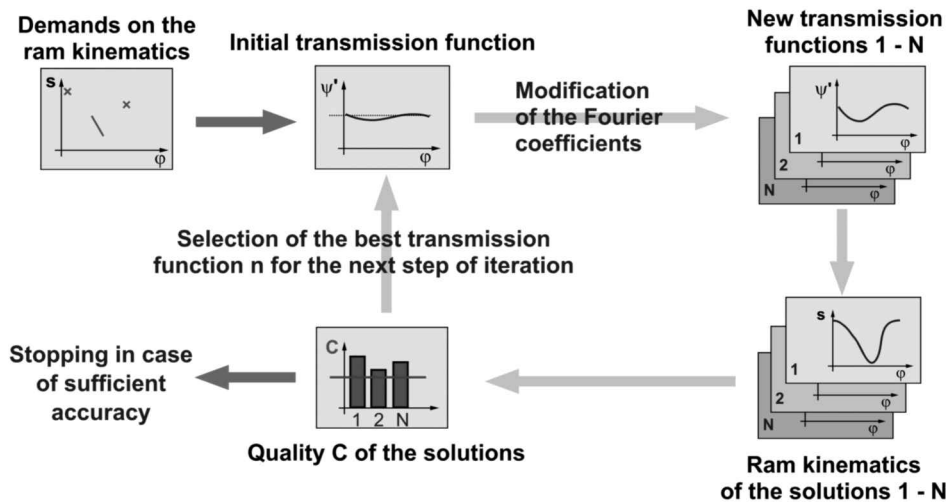 Demands on the
ram kinematics
s
φ
Initial transmission function
ψ'
φ
Modification
of the Fourier
coefficients
New transmission
functions 1 - N
ψ'
φ
1
φ
2
φ
N
Selection of the best transmission
function n for the next step of iteration
Stopping in case
of sufficient
accuracy
C
1 2 N
Quality C of the solutions
s
φ
1
φ
2
φ
N
Ram kinematics
of the solutions 1 - N